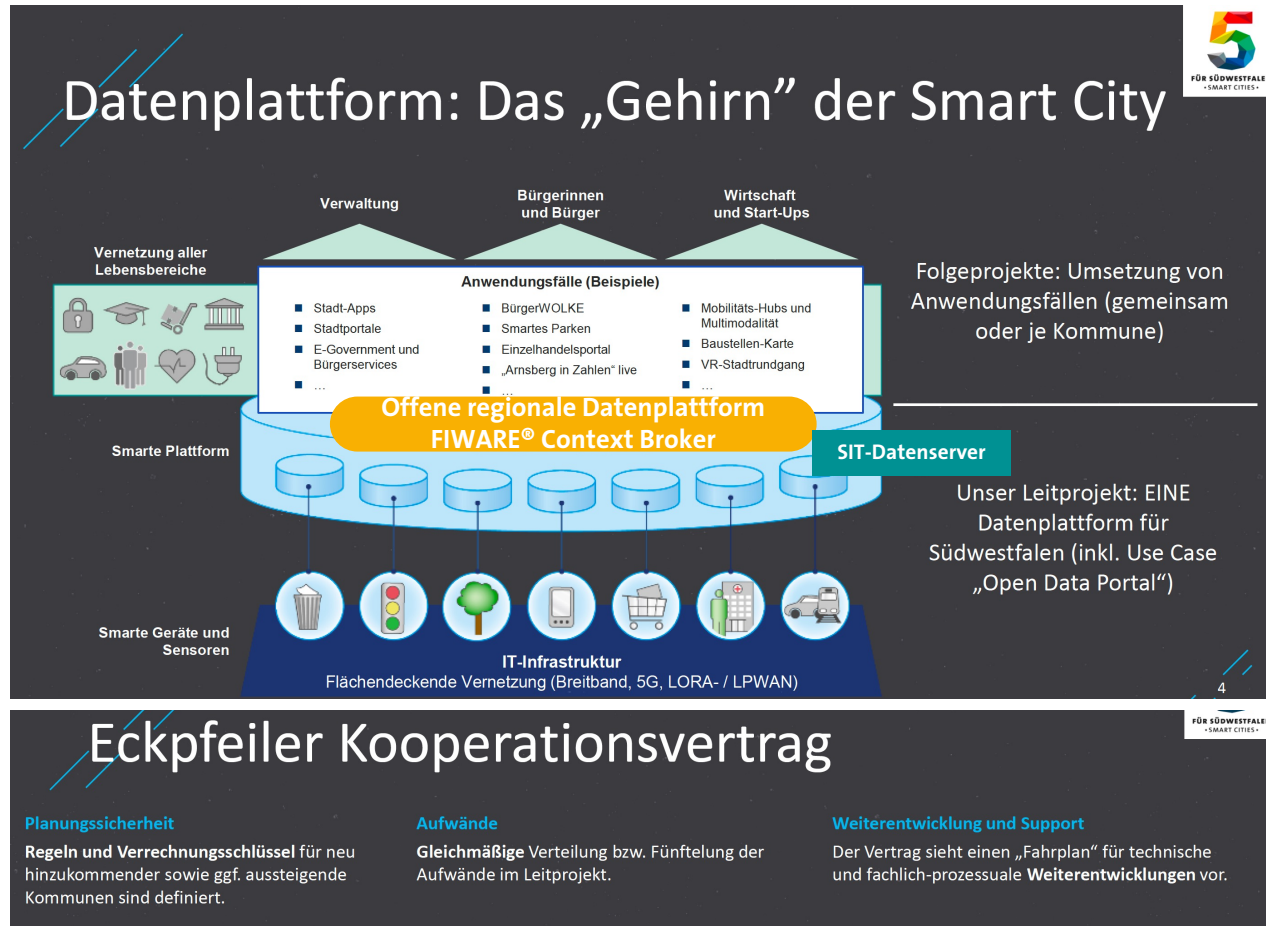 FÜR SÜDWESTFALE
• SMART CITIES •
Datenplattform: Das „Gehirn” der Smart City
Verwaltung
Bürgerinnen
und Bürger
Wirtschaft
und Start-Ups
Vernetzung aller
Lebensbereiche
Anwendungsfälle (Beispiele)
Stadt-Apps
Stadtportale
E-Government und
Bürgerservices
…
BürgerWOLKE
Smartes Parken
Einzelhandelsportal
„Arnsberg in Zahlen“ live
…
Mobilitäts-Hubs und
Multimodalität
Baustellen-Karte
VR-Stadtrundgang
…
Folgeprojekte: Umsetzung von
Anwendungsfällen (gemeinsam
oder je Kommune)
Offene regionale Datenplattform
FIWARE® Context Broker
Smarte Plattform
SIT-Datenserver
Unser Leitprojekt: EINE
Datenplattform für
Südwestfalen (inkl. Use Case
„Open Data Portal“)
Smarte Geräte und
Sensoren
IT-Infrastruktur
Flächendeckende Vernetzung (Breitband, 5G, LORA- / LPWAN)
4
FÜR SÜDWESTFALE
• SMART CITIES •
Eckpfeiler Kooperationsvertrag
Planungssicherheit
Regeln und Verrechnungsschlüssel für neu
hinzukommender sowie ggf. aussteigende
Kommunen sind definiert.
Aufwände
Gleichmäßige Verteilung bzw. Fünftelung der
Aufwände im Leitprojekt.
Weiterentwicklung und Support
Der Vertrag sieht einen „Fahrplan“ für technische
und fachlich-prozessuale Weiterentwicklungen vor.